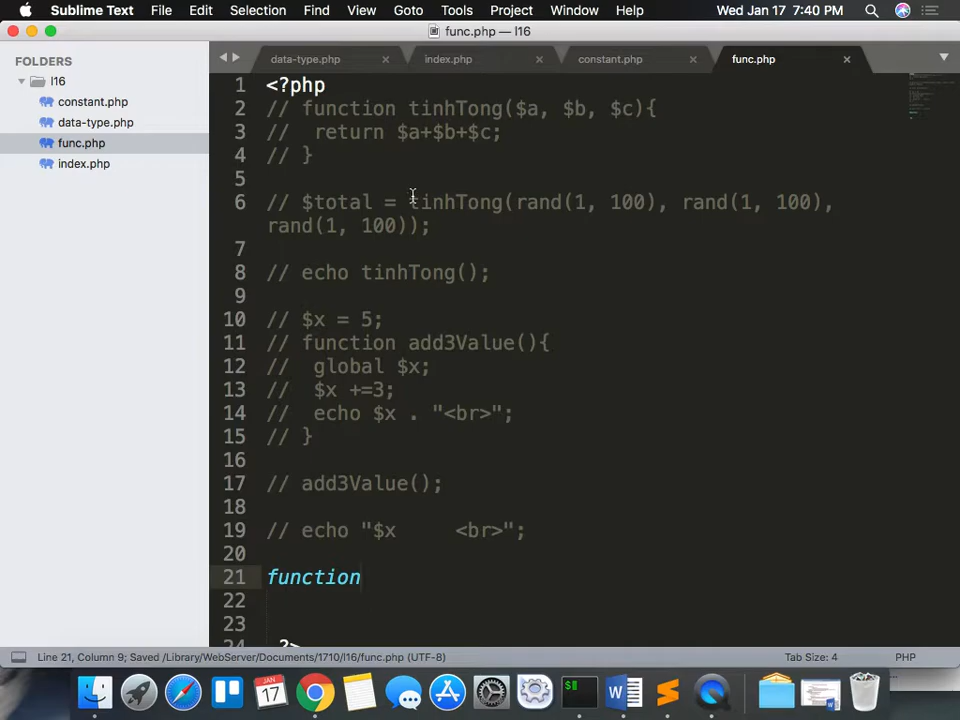 Sublime Text File Edit Selection Find View Goto Tools Project Window Help Wed Jan 17 7:40 PM
func.php — l16
FOLDERS
l16
constant.php
data-type.php
func.php
index.php
data-type.php × index.php × constant.php × func.php ×
1 <?php
2 // function tinhTong($a, $b, $c){
3 // return $a+$b+$c;
4 // }
5
6 // $total = tinhTong(rand(1, 100), rand(1, 100),
rand(1, 100));
7
8 // echo tinhTong();
9
10 // $x = 5;
11 // function add3Value(){
12 // global $x;
13 // $x +=3;
14 // echo $x . "<br>";
15 // }
16
17 // add3Value();
18
19 // echo "$x <br>";
20
21 function
22
23
24 ?>
Line 21, Column 9; Saved /Library/WebServer/Documents/1710/l16/func.php (UTF-8) Tab Size: 4 PHP
JAN
17
$
W